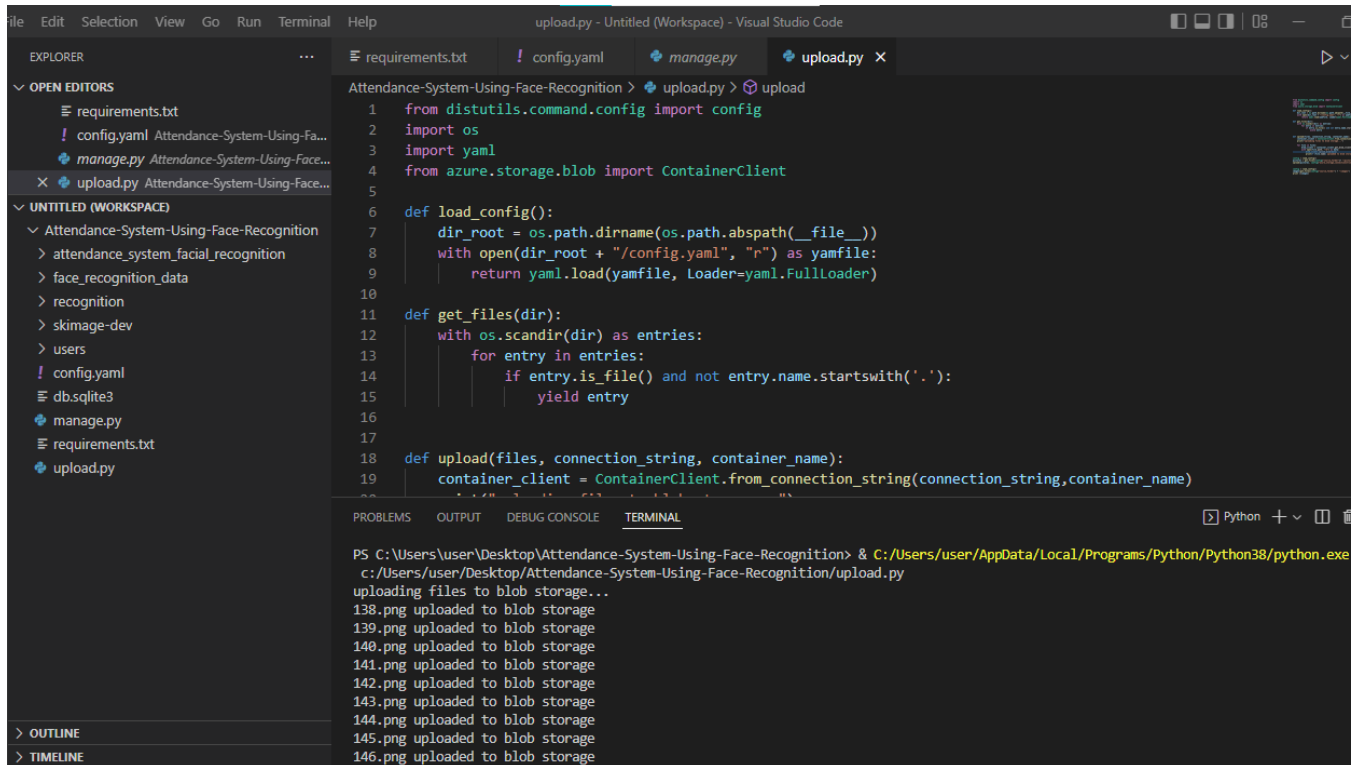 File Edit Selection View Go Run Terminal Help upload.py - Untitled (Workspace) - Visual Studio Code
EXPLORER ...
OPEN EDITORS
requirements.txt
config.yaml Attendance-System-Using-Fa...
manage.py Attendance-System-Using-Face...
upload.py Attendance-System-Using-Face...
UNTITLED (WORKSPACE)
Attendance-System-Using-Face-Recognition
attendance_system_facial_recognition
face_recognition_data
recognition
skimage-dev
users
config.yaml
db.sqlite3
manage.py
requirements.txt
upload.py
OUTLINE
TIMELINE
requirements.txt ! config.yaml manage.py upload.py
Attendance-System-Using-Face-Recognition > upload.py > upload
1 from distutils.command.config import config
2 import os
3 import yaml
4 from azure.storage.blob import ContainerClient
5
6 def load_config():
7 dir_root = os.path.dirname(os.path.abspath(__file__))
8 with open(dir_root + "/config.yaml", "r") as yamfile:
9 return yaml.load(yamfile, Loader=yaml.FullLoader)
10
11 def get_files(dir):
12 with os.scandir(dir) as entries:
13 for entry in entries:
14 if entry.is_file() and not entry.name.startswith('.'):
15 yield entry
16
17
18 def upload(files, connection_string, container_name):
19 container_client = ContainerClient.from_connection_string(connection_string,container_name)
PROBLEMS OUTPUT DEBUG CONSOLE TERMINAL Python
PS C:\Users\user\Desktop\Attendance-System-Using-Face-Recognition> & C:/Users/user/AppData/Local/Programs/Python/Python38/python.exe
c:/Users/user/Desktop/Attendance-System-Using-Face-Recognition/upload.py
uploading files to blob storage...
138.png uploaded to blob storage
139.png uploaded to blob storage
140.png uploaded to blob storage
141.png uploaded to blob storage
142.png uploaded to blob storage
143.png uploaded to blob storage
144.png uploaded to blob storage
145.png uploaded to blob storage
146.png uploaded to blob storage